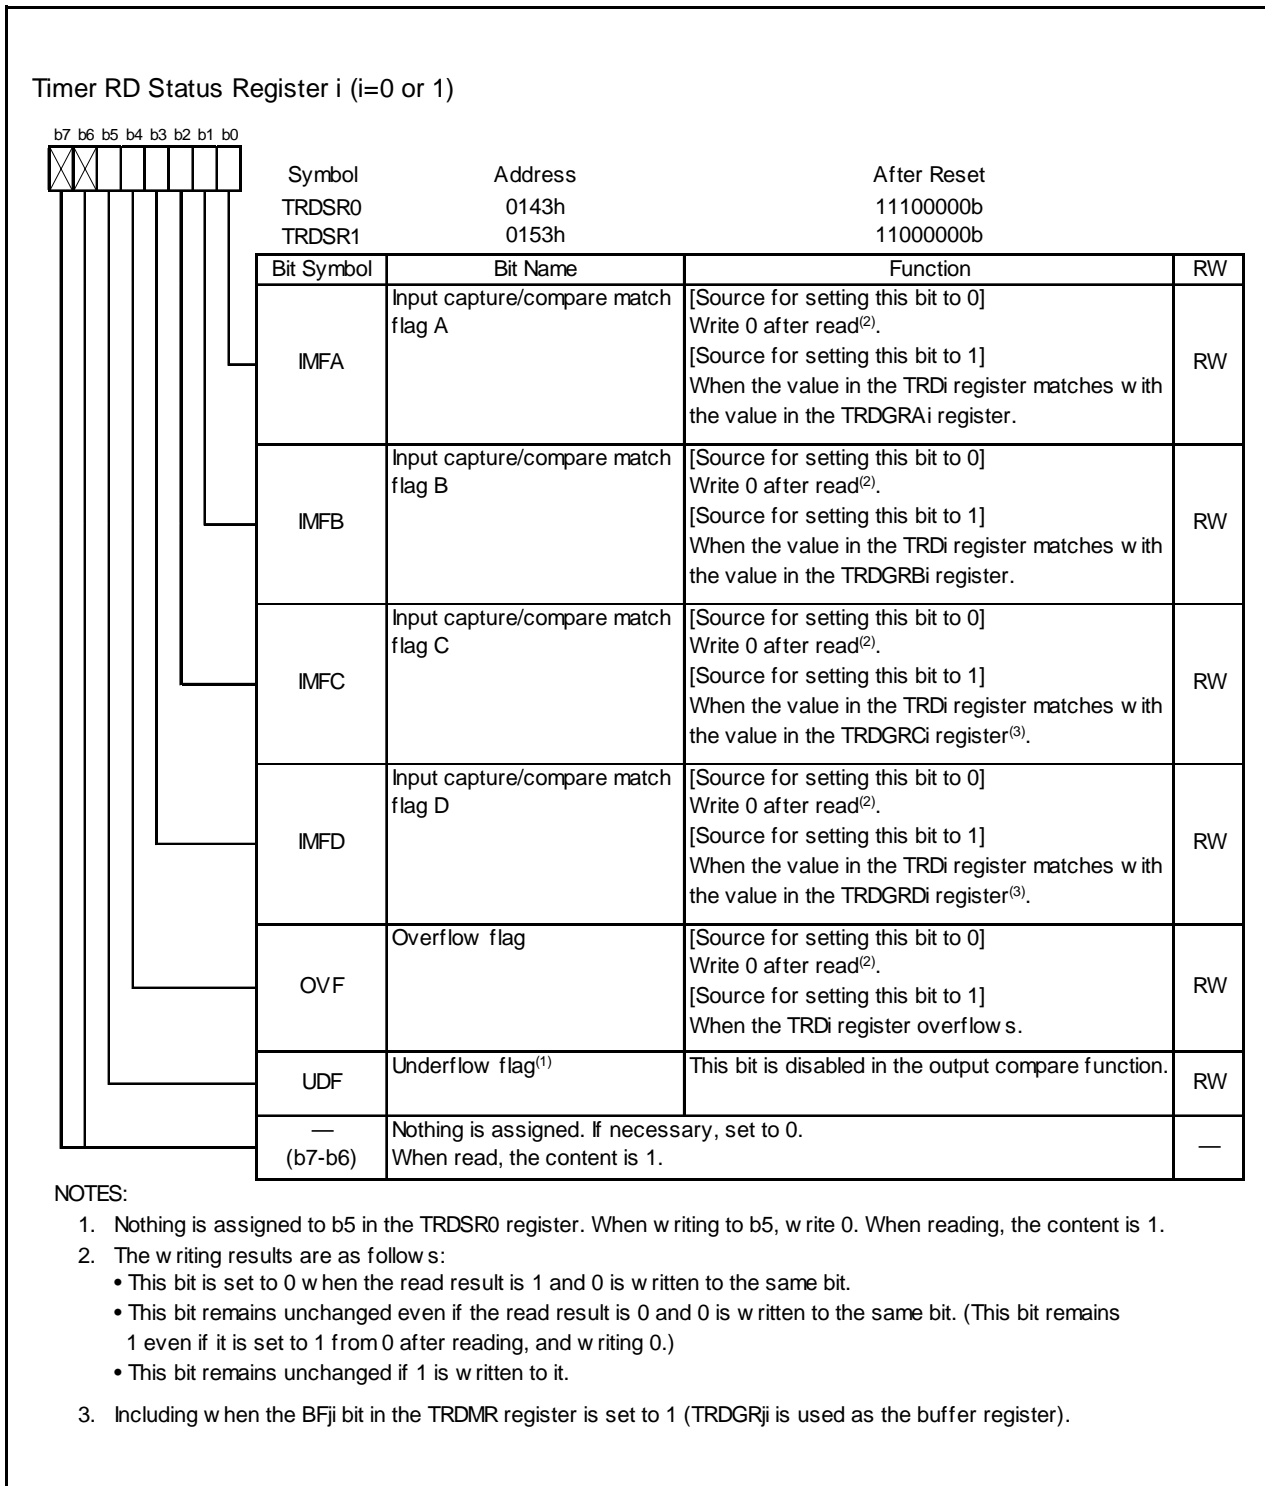 Timer RD Status Register i (i=0 or 1)
b7 b6 b5 b4 b3 b2 b1 b0
Symbol Address After Reset
TRDSR0 0143h 11100000b
TRDSR1 0153h 11000000b
Bit Symbol Bit Name Function RW
IMFA
Input capture/compare match
flag A
[Source for setting this bit to 0]
Write 0 after read(2).
[Source for setting this bit to 1]
When the value in the TRDi register matches with
the value in the TRDGRAi register.
RW
IMFB
Input capture/compare match
flag B
[Source for setting this bit to 0]
Write 0 after read(2).
[Source for setting this bit to 1]
When the value in the TRDi register matches with
the value in the TRDGRBi register.
RW
IMFC
Input capture/compare match
flag C
[Source for setting this bit to 0]
Write 0 after read(2).
[Source for setting this bit to 1]
When the value in the TRDi register matches with
the value in the TRDGRCi register(3).
RW
IMFD
Input capture/compare match
flag D
[Source for setting this bit to 0]
Write 0 after read(2).
[Source for setting this bit to 1]
When the value in the TRDi register matches with
the value in the TRDGRDi register(3).
RW
OVF
Overflow flag
[Source for setting this bit to 0]
Write 0 after read(2).
[Source for setting this bit to 1]
When the TRDi register overflows.
RW
UDF
Underflow flag(1)
This bit is disabled in the output compare function.
RW
—
(b7-b6)
Nothing is assigned. If necessary, set to 0.
When read, the content is 1.
—
NOTES:
1. Nothing is assigned to b5 in the TRDSR0 register. When writing to b5, write 0. When reading, the content is 1.
2. The writing results are as follows:
• This bit is set to 0 when the read result is 1 and 0 is written to the same bit.
• This bit remains unchanged even if the read result is 0 and 0 is written to the same bit. (This bit remains
1 even if it is set to 1 from 0 after reading, and writing 0.)
• This bit remains unchanged if 1 is written to it.
3. Including when the BFji bit in the TRDMR register is set to 1 (TRDGRji is used as the buffer register).